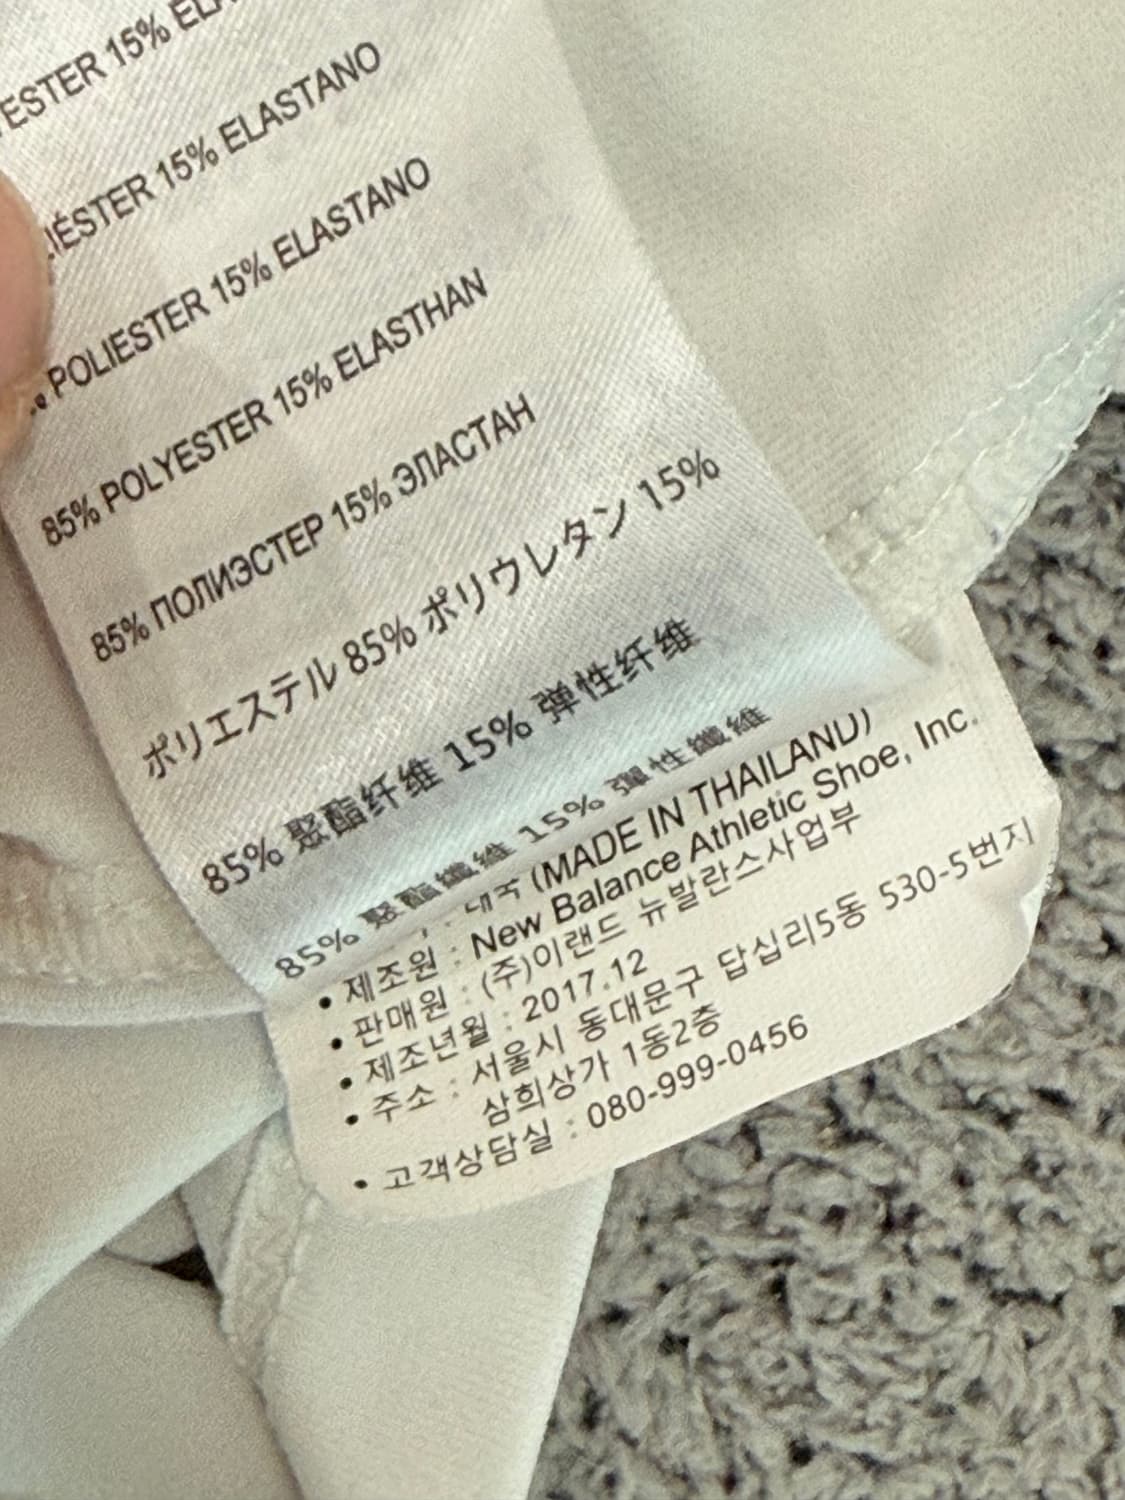 15%
15% ELASTANO
POLIESTER 15% ELASTANO
85% POLYESTER 15% ELASTHAN
85% ПОЛИЭСТЕР 15% ЭЛАСТАН
ポリエステル 85% ポリウレタン 15%
85% 聚酯纤维 15% 弹性纤维
85% 聚酯纖維 15% 彈性纖維
(MADE IN THAILAND)
• 제조원 : New Balance Athletic Shoe, Inc.
• 판매원 : (주)이랜드 뉴발란스사업부
• 제조년월 : 2017.12
• 주소 : 서울시 동대문구 답십리5동 530-5번지
삼희상가 1동2층
• 고객상담실 : 080-999-0456